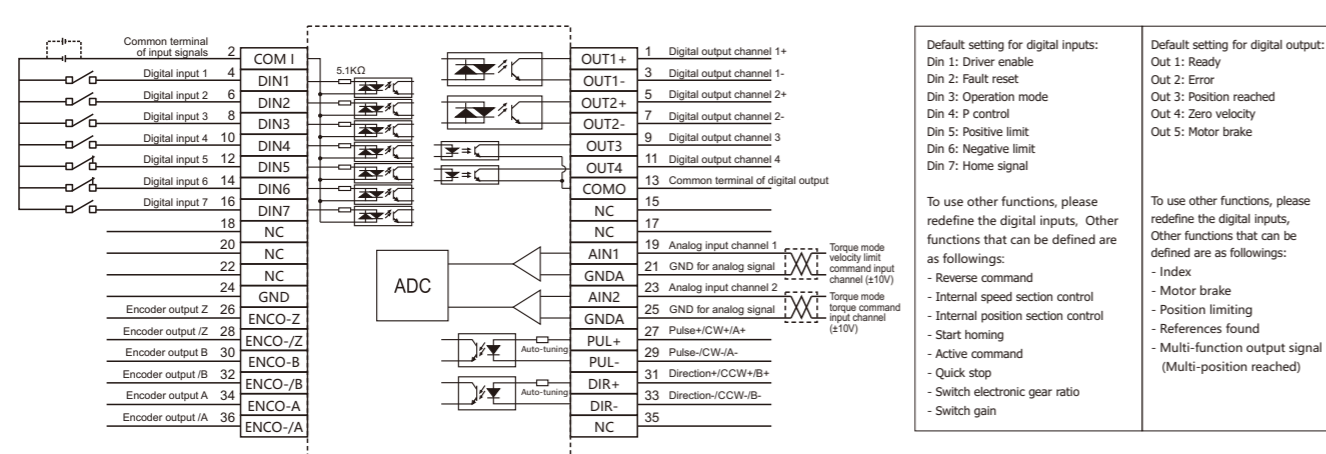 Common terminal
of input signals 2 COM I
Digital input 1 4 DIN1
Digital input 2 6 DIN2
Digital input 3 8 DIN3
Digital input 4 10 DIN4
Digital input 5 12 DIN5
Digital input 6 14 DIN6
Digital input 7 16 DIN7
18 NC
20 NC
22 NC
24 GND
Encoder output Z 26 ENCO-Z
Encoder output /Z 28 ENCO-/Z
Encoder output B 30 ENCO-B
Encoder output /B 32 ENCO-/B
Encoder output A 34 ENCO-A
Encoder output /A 36 ENCO-/A
5.1KΩ
ADC
Auto-tuning
Auto-tuning
OUT1+ 1 Digital output channel 1+
OUT1- 3 Digital output channel 1-
OUT2+ 5 Digital output channel 2+
OUT2- 7 Digital output channel 2-
OUT3 9 Digital output channel 3
OUT4 11 Digital output channel 4
COMO 13 Common terminal of digital output
NC 15
NC 17
AIN1 19 Analog input channel 1
GNDA 21 GND for analog signal
AIN2 23 Analog input channel 2
GNDA 25 GND for analog signal
PUL+ 27 Pulse+/CW+/A+
PUL- 29 Pulse-/CW-/A-
DIR+ 31 Direction+/CCW+/B+
DIR- 33 Direction-/CCW-/B-
NC 35
Torque mode
velocity limit
command input
channel (±10V)
Torque mode
torque command
input channel
(±10V)
Default setting for digital inputs:
Din 1: Driver enable
Din 2: Fault reset
Din 3: Operation mode
Din 4: P control
Din 5: Positive limit
Din 6: Negative limit
Din 7: Home signal
To use other functions, please
redefine the digital inputs, Other
functions that can be defined are
as followings:
- Reverse command
- Internal speed section control
- Internal position section control
- Start homing
- Active command
- Quick stop
- Switch electronic gear ratio
- Switch gain
Default setting for digital output:
Out 1: Ready
Out 2: Error
Out 3: Position reached
Out 4: Zero velocity
Out 5: Motor brake
To use other functions, please
redefine the digital inputs,
Other functions that can be
defined are as followings:
- Index
- Motor brake
- Position limiting
- References found
- Multi-function output signal
(Multi-position reached)